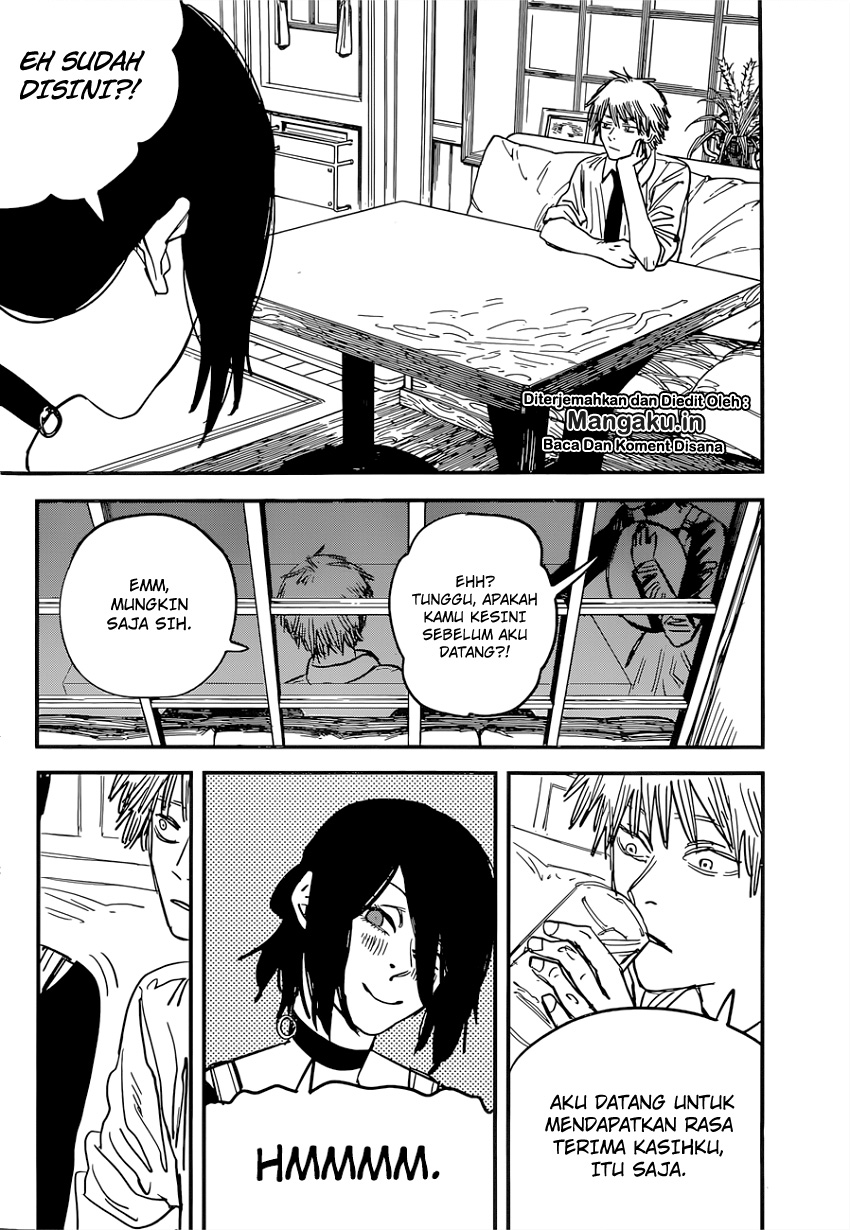 EH SUDAH
DISINI?!
Diterjemahkan dan Diedit Oleh :
Mangaku.in
Baca Dan Koment Disana
EHH?
TUNGGU, APAKAH
KAMU KESINI
SEBELUM AKU
DATANG?!
EMM,
MUNGKIN
SAJA SIH.
AKU DATANG UNTUK
MENDAPATKAN RASA
TERIMA KASIHKU,
ITU SAJA.
HMMMM.